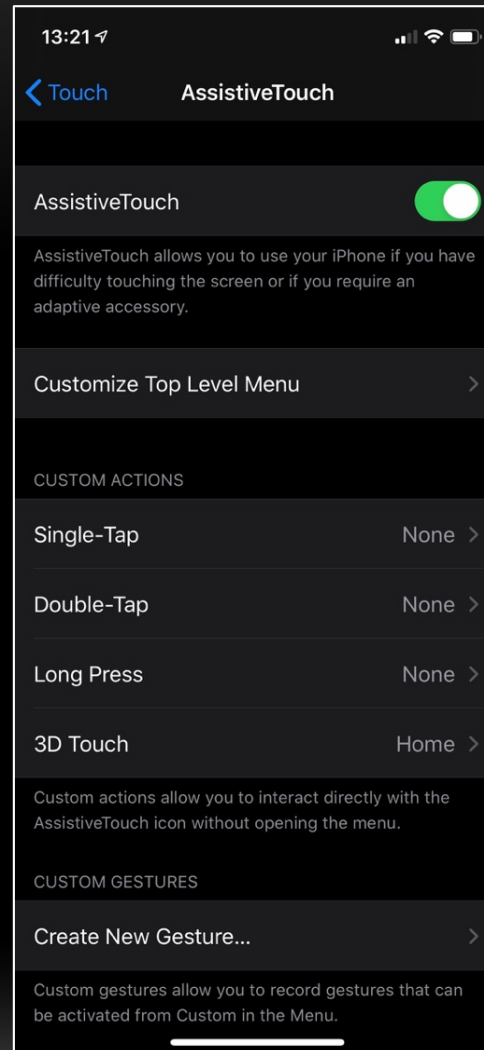 13:21
Touch
AssistiveTouch
AssistiveTouch
AssistiveTouch allows you to use your iPhone if you have
difficulty touching the screen or if you require an
adaptive accessory.
Customize Top Level Menu
CUSTOM ACTIONS
Single-Tap None
Double-Tap None
Long Press None
3D Touch Home
Custom actions allow you to interact directly with the
AssistiveTouch icon without opening the menu.
CUSTOM GESTURES
Create New Gesture...
Custom gestures allow you to record gestures that can
be activated from Custom in the Menu.